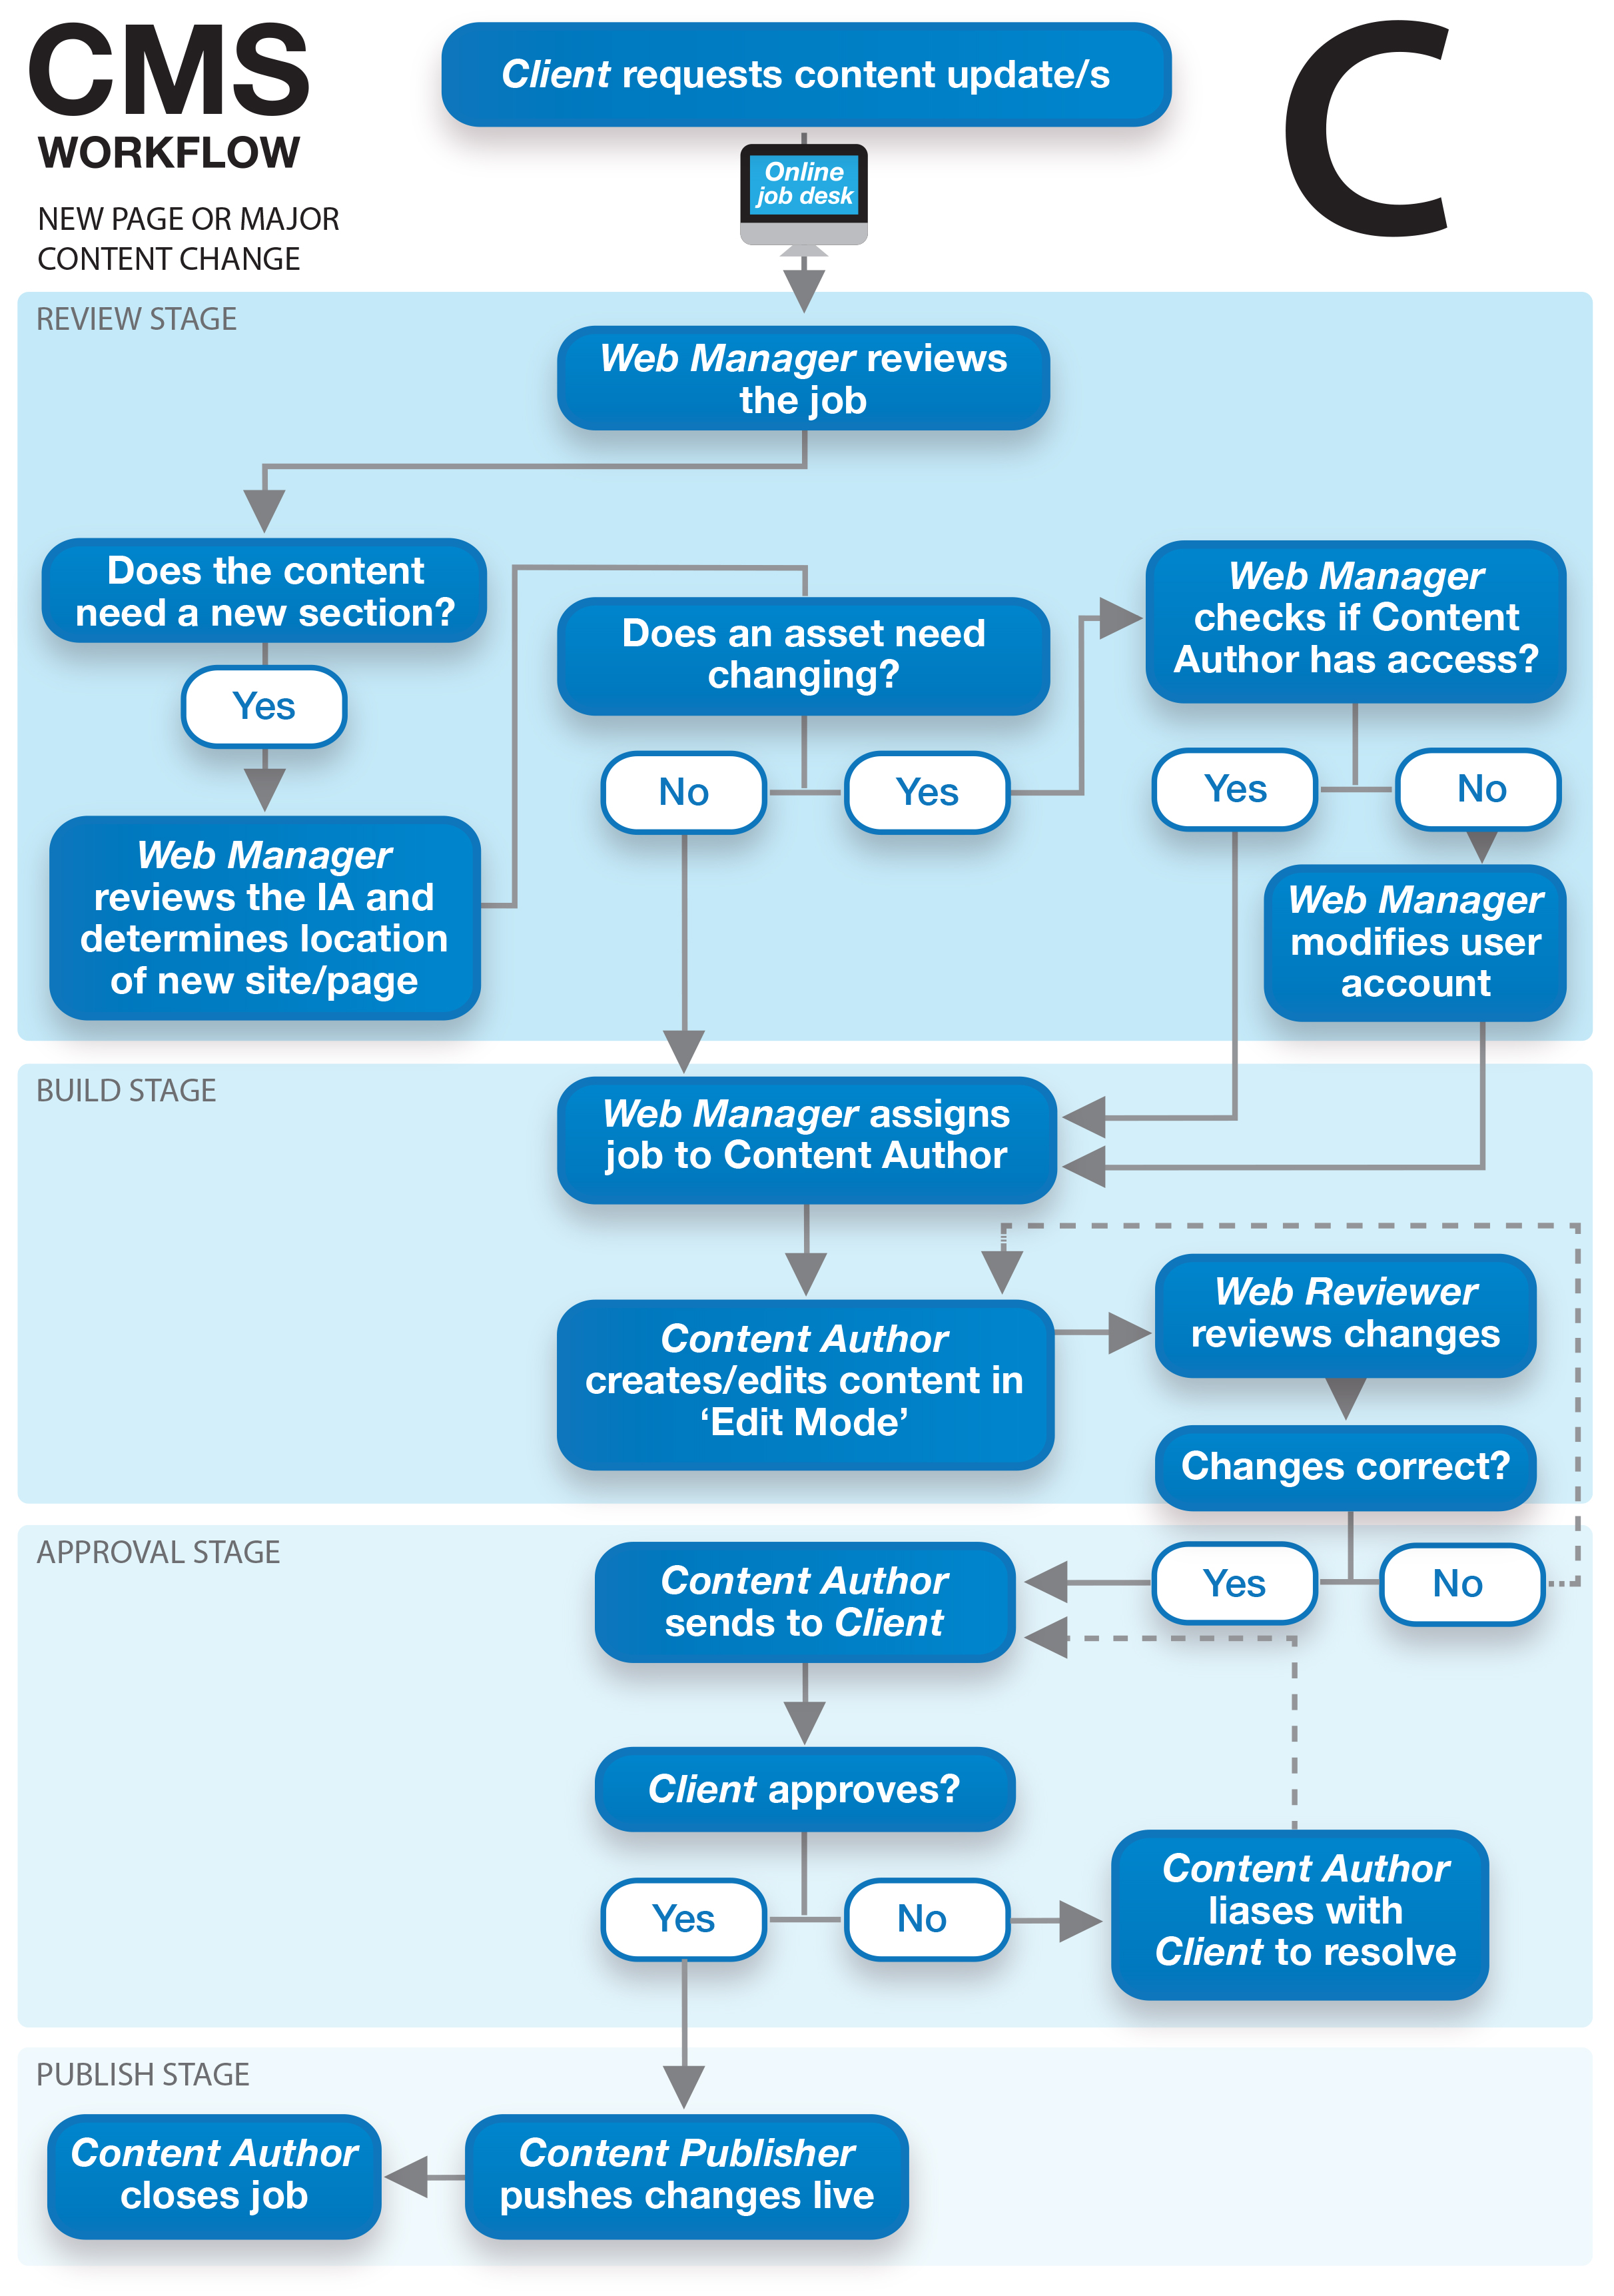 CMS
WORKFLOW
NEW PAGE OR MAJOR
CONTENT CHANGE
Client requests content update/s
C
Online
job desk
REVIEW STAGE
Web Manager reviews
the job
Does the content
need a new section?
Yes
Web Manager
reviews the IA and
determines location
of new site/page
Does an asset need
changing?
No
Yes
Web Manager
checks if Content
Author has access?
Yes
No
Web Manager
modifies user
account
BUILD STAGE
Web Manager assigns
job to Content Author
Content Author
creates/edits content in
‘Edit Mode’
Web Reviewer
reviews changes
Changes correct?
Yes
No
APPROVAL STAGE
Content Author
sends to Client
Client approves?
Yes
No
Content Author
liases with
Client to resolve
PUBLISH STAGE
Content Publisher
pushes changes live
Content Author
closes job